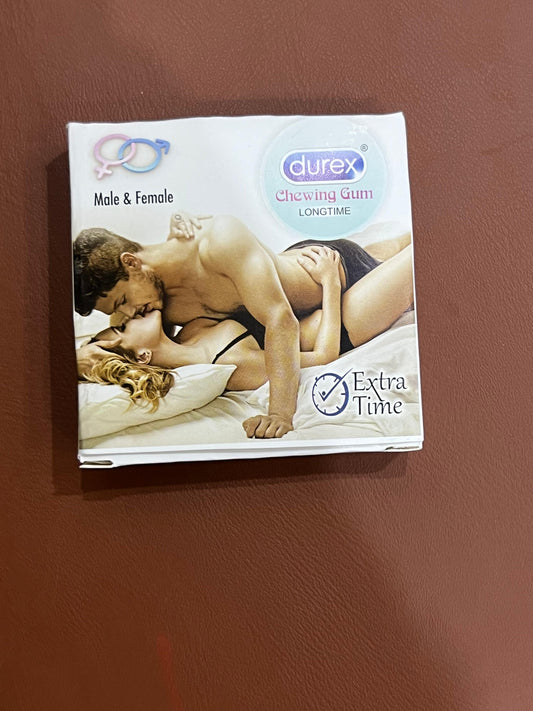 durex®
Chewing Gum
LONGTIME
Male & Female
Extra
Time